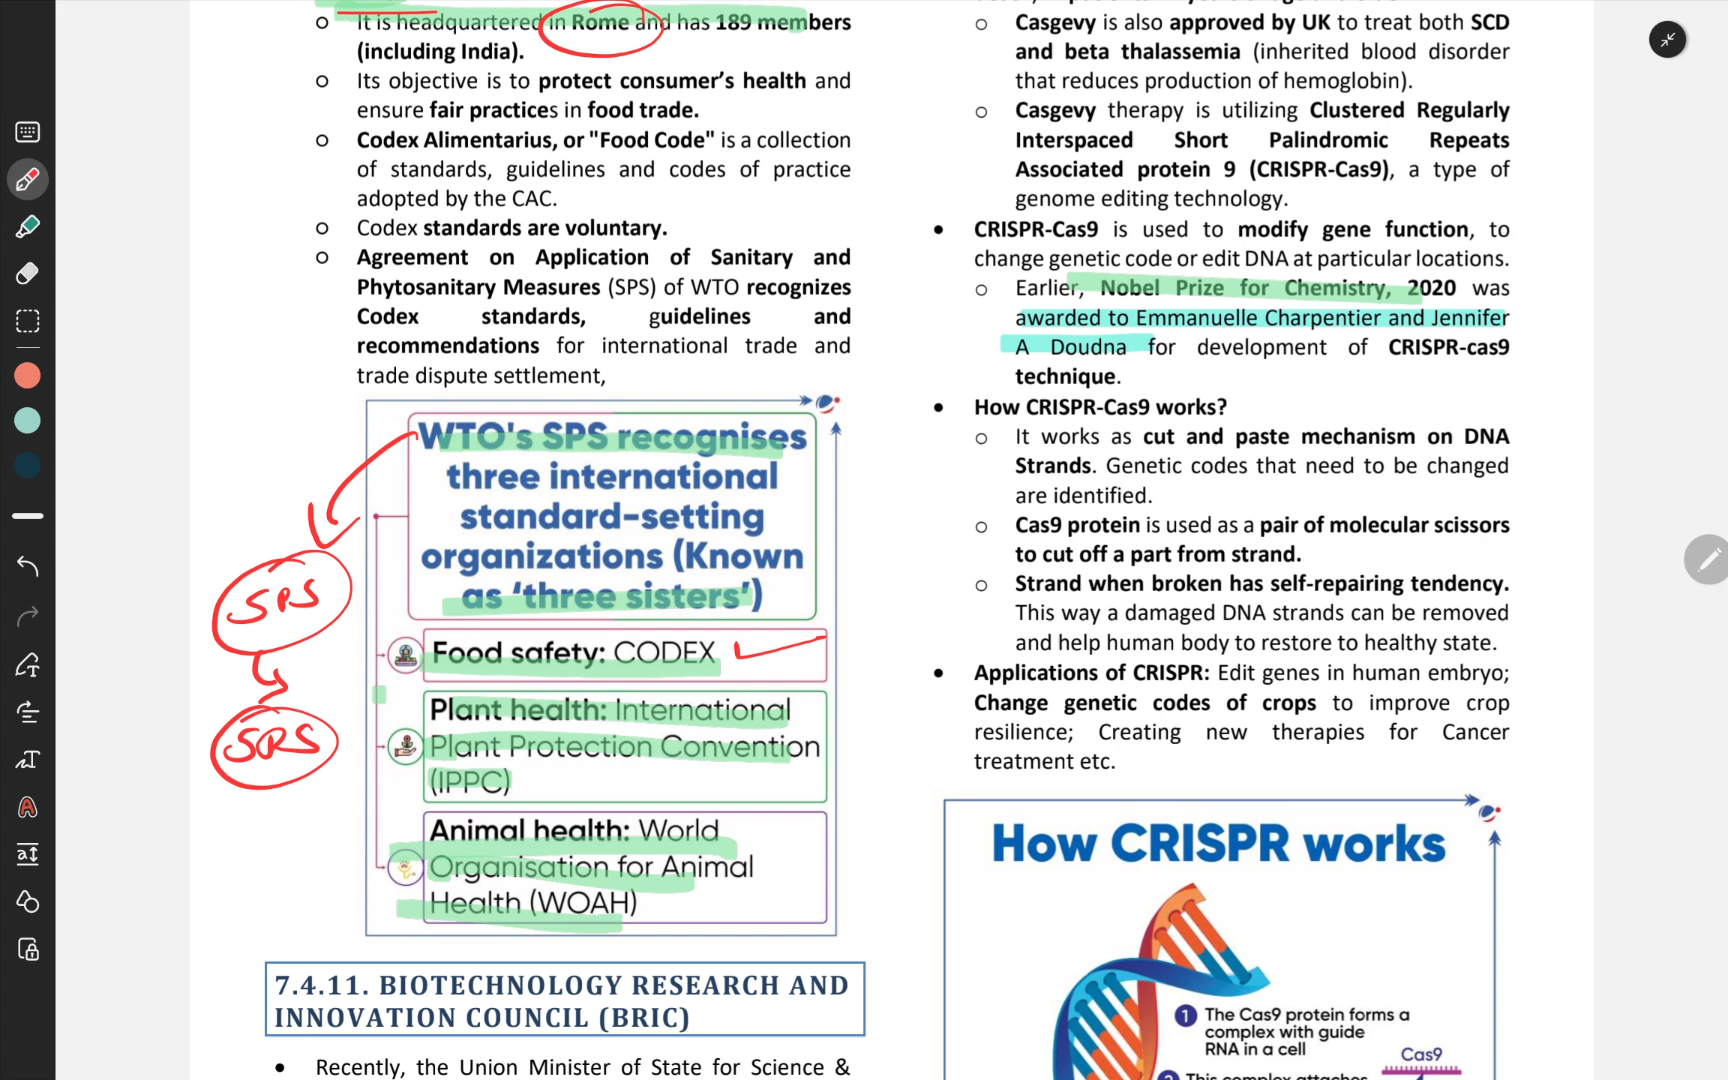 It is headquartered in Rome and has 189 members
(including India).
Its objective is to protect consumer's health and
ensure fair practices in food trade.
Codex Alimentarius, or "Food Code" is a collection
of standards, guidelines and codes of practice
adopted by the CAC.
Codex standards are voluntary.
Agreement on Application of Sanitary and
Phytosanitary Measures (SPS) of WTO recognizes
Codex standards, guidelines and
recommendations for international trade and
trade dispute settlement,
WTO's SPS recognises
three international
standard-setting
organizations (Known
as 'three sisters')
SPS
Food safety: CODEX
Plant health: International
Plant Protection Convention
(IPPC)
Animal health: World
Organisation for Animal
Health (WOAH)
7.4.11. BIOTECHNOLOGY RESEARCH AND
INNOVATION COUNCIL (BRIC)
Recently, the Union Minister of State for Science &
Casgevy is also approved by UK to treat both SCD
and beta thalassemia (inherited blood disorder
that reduces production of hemoglobin).
Casgevy therapy is utilizing Clustered Regularly
Interspaced Short Palindromic Repeats
Associated protein 9 (CRISPR-Cas9), a type of
genome editing technology.
CRISPR-Cas9 is used to modify gene function, to
change genetic code or edit DNA at particular locations.
Earlier, Nobel Prize for Chemistry, 2020 was
awarded to Emmanuelle Charpentier and Jennifer
A Doudna for development of CRISPR-cas9
technique.
How CRISPR-Cas9 works?
It works as cut and paste mechanism on DNA
Strands. Genetic codes that need to be changed
are identified.
Cas9 protein is used as a pair of molecular scissors
to cut off a part from strand.
Strand when broken has self-repairing tendency.
This way a damaged DNA strands can be removed
and help human body to restore to healthy state.
Applications of CRISPR: Edit genes in human embryo;
Change genetic codes of crops to improve crop
resilience; Creating new therapies for Cancer
treatment etc.
How CRISPR works
1 The Cas9 protein forms a
complex with guide
RNA in a cell
Cas9
This complex attaches